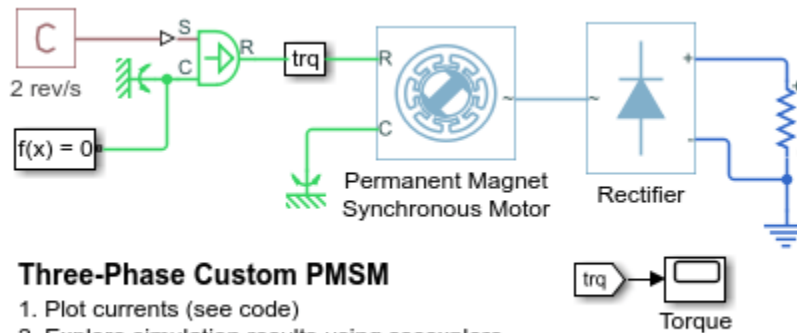 C
S
C
R
2 rev/s
f(x) = 0
trq
R
C
~
~
+
-
+
Permanent Magnet
Synchronous Motor
Rectifier
Three-Phase Custom PMSM
1. Plot currents (see code)
trq
Torque